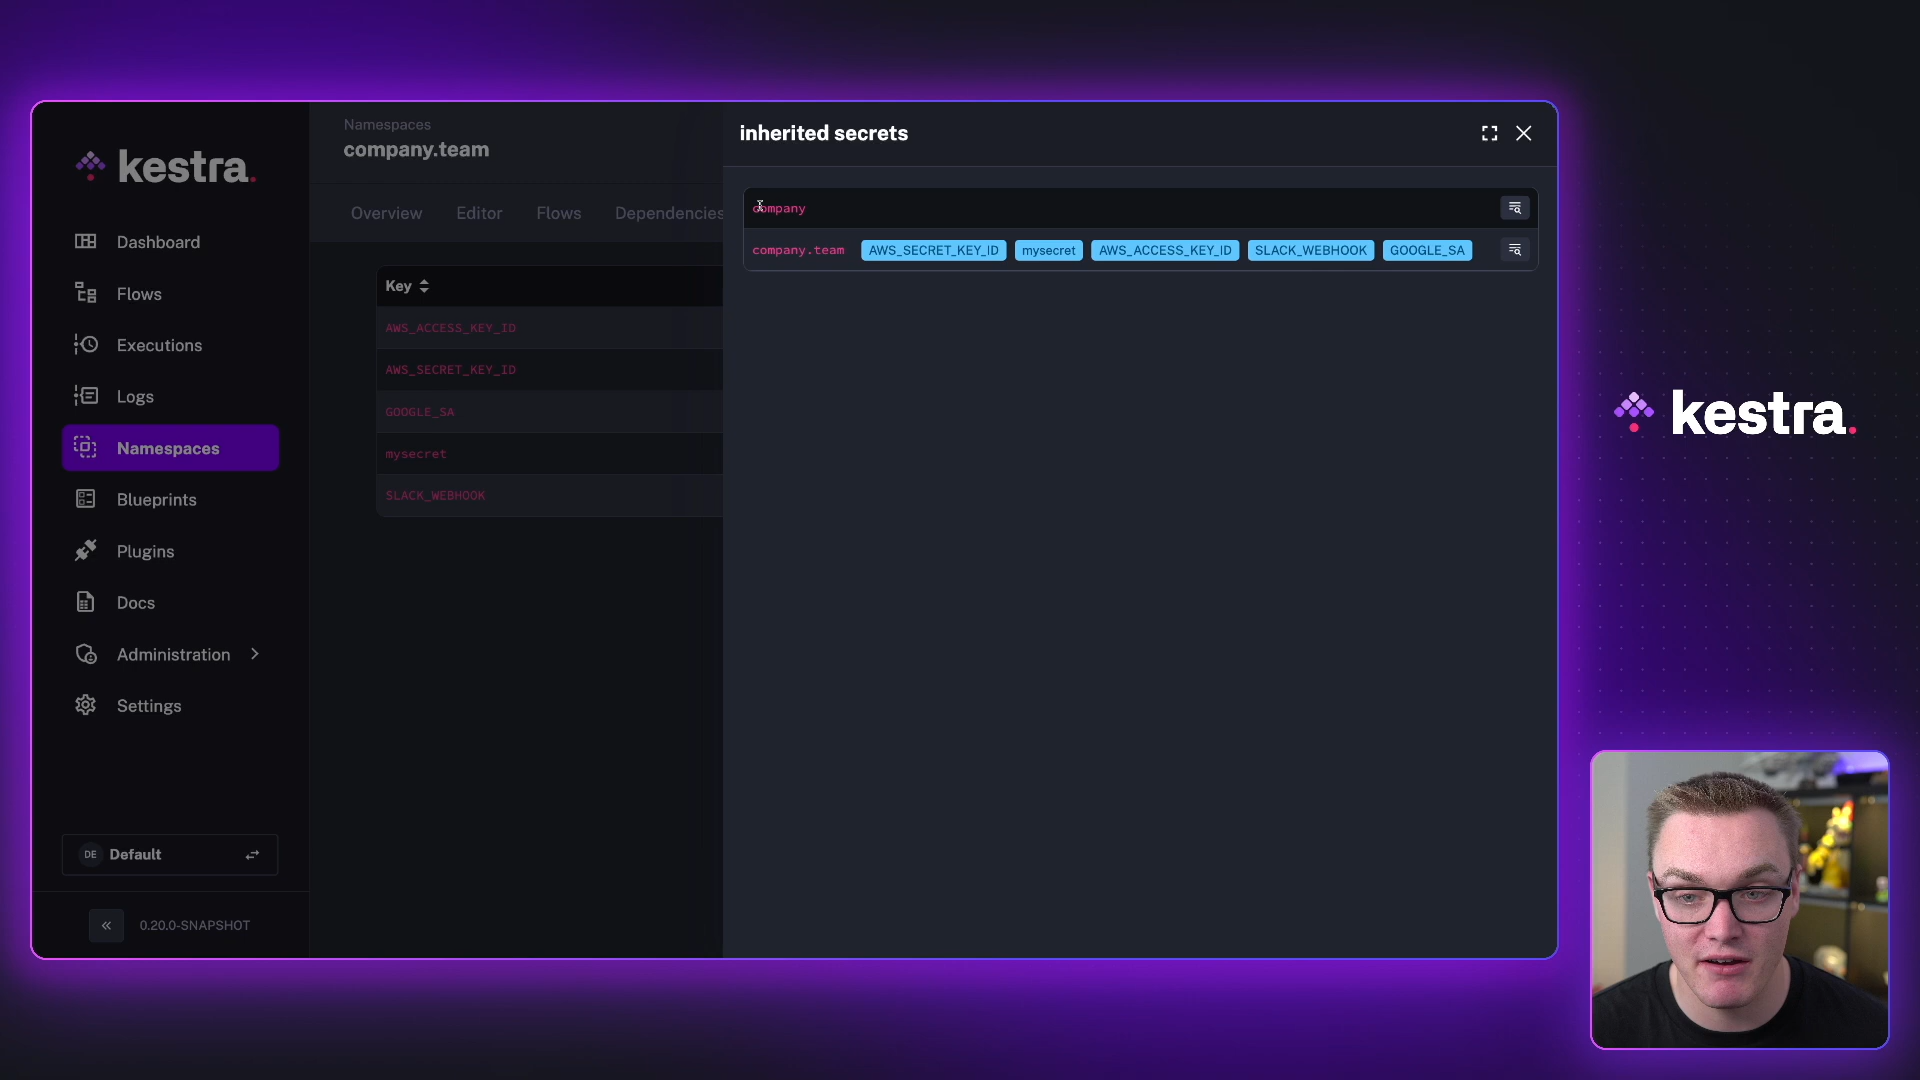 kestra.
Dashboard
Flows
Executions
Logs
Namespaces
Blueprints
Plugins
Docs
Administration
Settings
DE Default
0.20.0-SNAPSHOT
Namespaces
company.team
Overview Editor Flows Dependencies
Key
AWS_ACCESS_KEY_ID
AWS_SECRET_KEY_ID
GOOGLE_SA
mysecret
SLACK_WEBHOOK
inherited secrets
company
company.team AWS_SECRET_KEY_ID mysecret AWS_ACCESS_KEY_ID SLACK_WEBHOOK GOOGLE_SA
kestra.